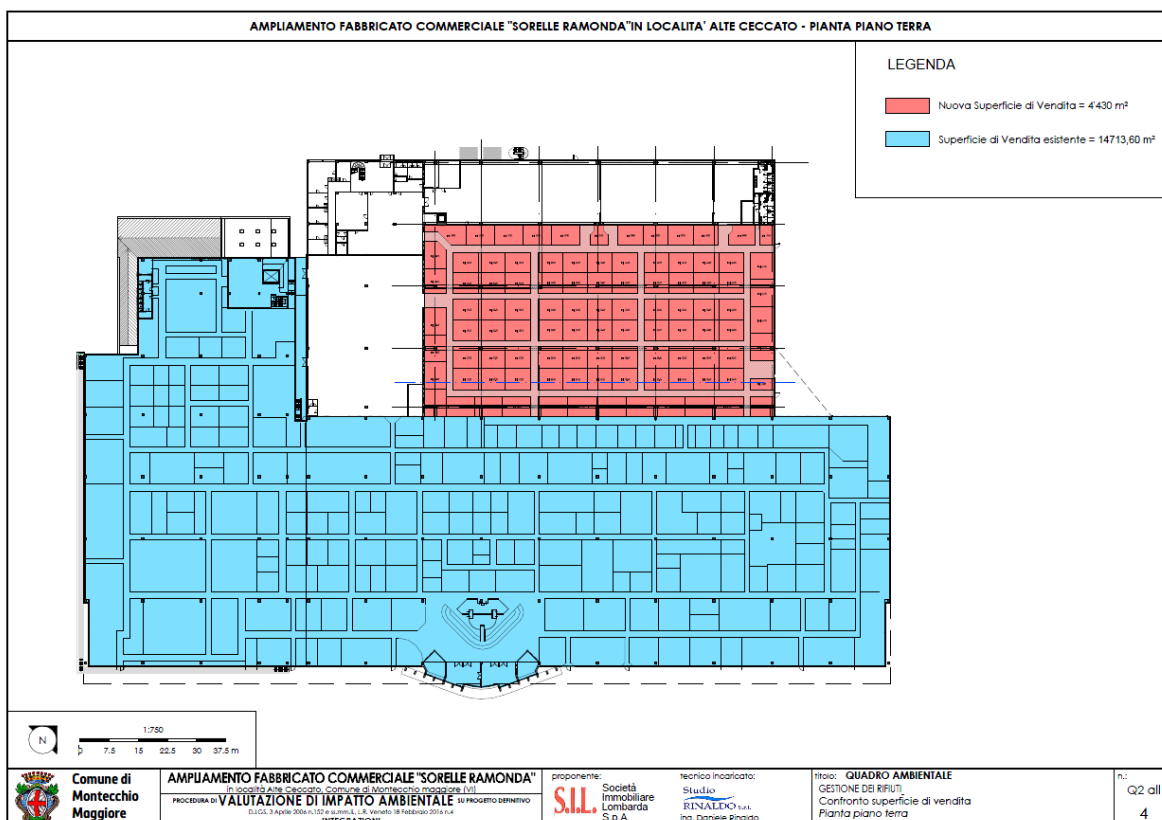 AMPLIAMENTO FABBRICATO COMMERCIALE "SORELLE RAMONDA"IN LOCALITA' ALTE CECCATO - PIANTA PIANO TERRA
LEGENDA
Nuova Superficie di Vendita = 4'430 m²
Superficie di Vendita esistente = 14713,60 m²
N
1:750
0 7.5 15 22.5 30 37.5 m
Comune di
Montecchio
Maggiore
AMPLIAMENTO FABBRICATO COMMERCIALE "SORELLE RAMONDA"
in località Alte Ceccato, Comune di Montecchio maggiore (VI)
PROCEDURA DI VALUTAZIONE DI IMPATTO AMBIENTALE SU PROGETTO DEFINITIVO
D.LGS. 3 Aprile 2006 n.152 e ss.mm.ii., L.R. Veneto 18 Febbraio 2016 n.4
INTEGRAZIONI
proponente:
S.I.L.
Società
Immobiliare
Lombarda
S.p.A.
tecnico incaricato:
Studio
RINALDO s.r.l.
ing. Daniele Rinaldo
titolo: QUADRO AMBIENTALE
GESTIONE DEI RIFIUTI
Confronto superficie di vendita
Pianta piano terra
n.:
Q2 all
4